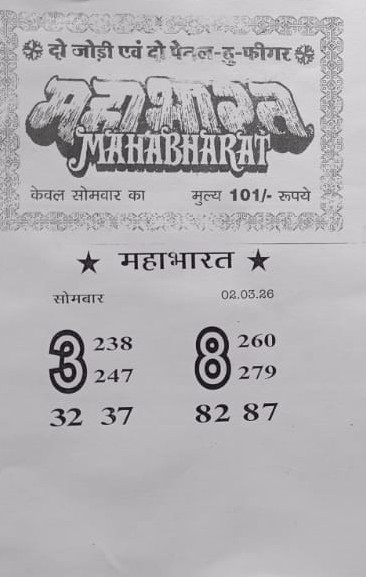 दो जोड़ी एवं दो पेनल-टु-फीगर
महाभारत
MAHABHARAT
केवल सोमवार का मुल्य 101/- रूपये
★ महाभारत ★
सोमवार 02.03.26
3 238 8 260
247 279
32 37 82 87